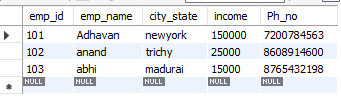 emp_id emp_name city_state income Ph_no
101 Adhavan newyork 150000 7200784563
102 anand trichy 25000 8608914600
103 abhi madurai 15000 8765432198
NULL NULL NULL NULL NULL